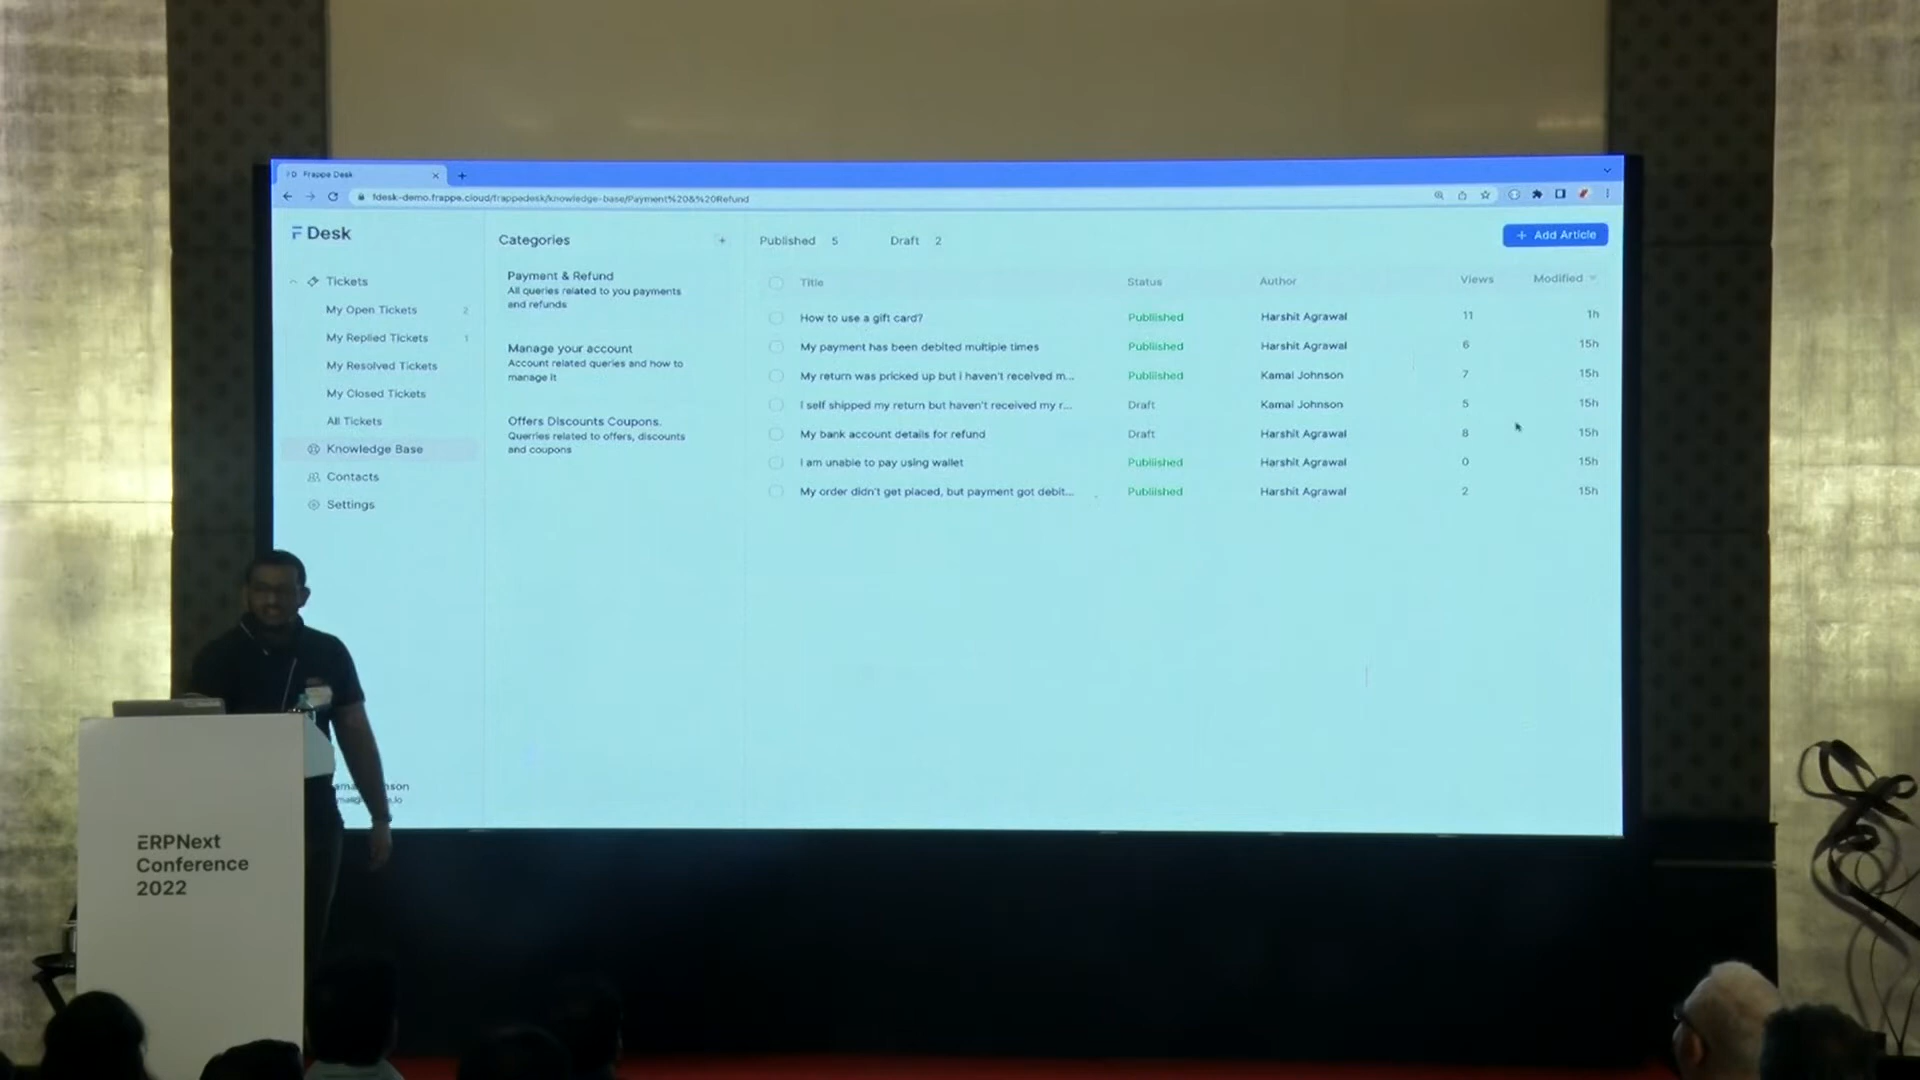 Frappe Desk
fdesk-demo.frappe.cloud/frappedesk/knowledge-base/Payment%20&%20Refund
Desk
Tickets
My Open Tickets 2
My Replied Tickets 1
My Resolved Tickets
My Closed Tickets
All Tickets
Knowledge Base
Contacts
Settings
Categories +
Payment & Refund
All queries related to you payments
and refunds
Manage your account
Account related queries and how to
manage it
Offers Discounts Coupons.
Querries related to offers, discounts
and coupons
Published 5 Draft 2
+ Add Article
Title Status Author Views Modified
How to use a gift card? Published Harshit Agrawal 11 1h
My payment has been debited multiple times Published Harshit Agrawal 6 15h
My return was pricked up but i haven't received m... Published Kamal Johnson 7 15h
I self shipped my return but haven't received my r... Draft Kamal Johnson 5 15h
My bank account details for refund Draft Harshit Agrawal 8 15h
I am unable to pay using wallet Published Harshit Agrawal 0 15h
My order didn't get placed, but payment got debit... Published Harshit Agrawal 2 15h
ERPNext
Conference
2022